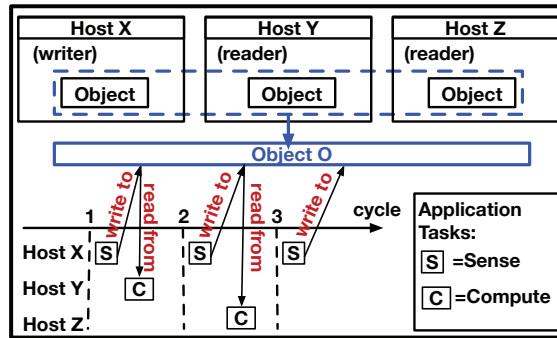 Host X
Host Y
Host Z
(writer)
(reader)
(reader)
Object
Object
Object
Object O
write to
read from
write to
read from
write to
1
2
3
cycle
Host X
S
S
S
Host Y
C
Host Z
C
Application
Tasks:
S =Sense
C =Compute